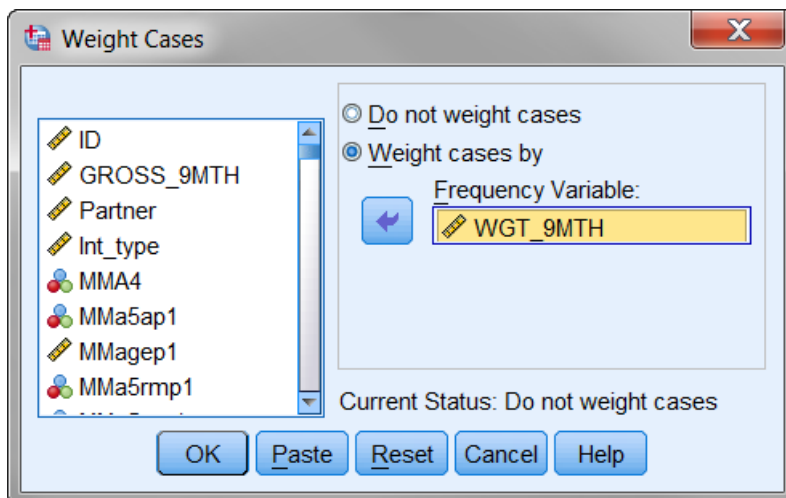 Weight Cases
X
ID
GROSS_9MTH
Partner
Int_type
MMA4
MMa5ap1
MMagep1
MMa5rmp1
Do not weight cases
Weight cases by
Frequency Variable:
WGT_9MTH
Current Status: Do not weight cases
OK Paste Reset Cancel Help